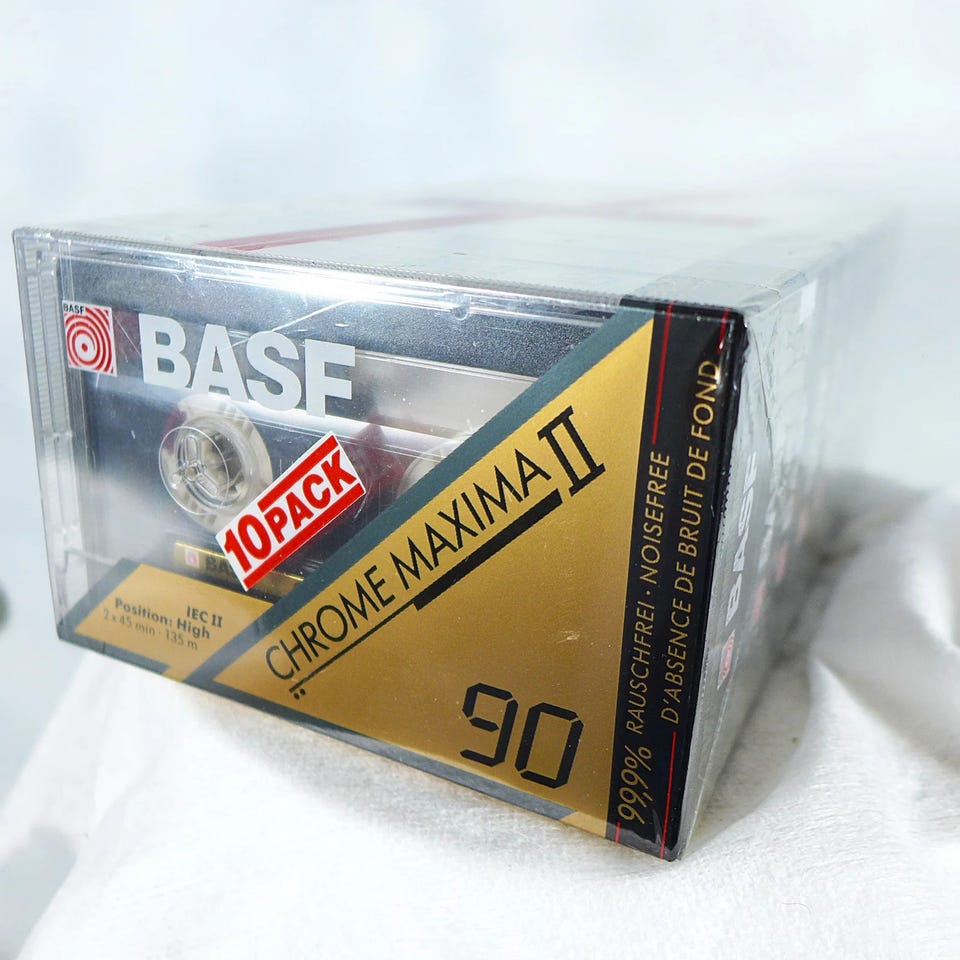 BASF
BASF
10 PACK
CHROME MAXIMA II
IEC II
Position: High
2 x 45 min · 135 m
90
99,9% RAUSCHFREI · NOISEFREE
D'ABSENCE DE BRUIT DE FOND
BASF
BASF